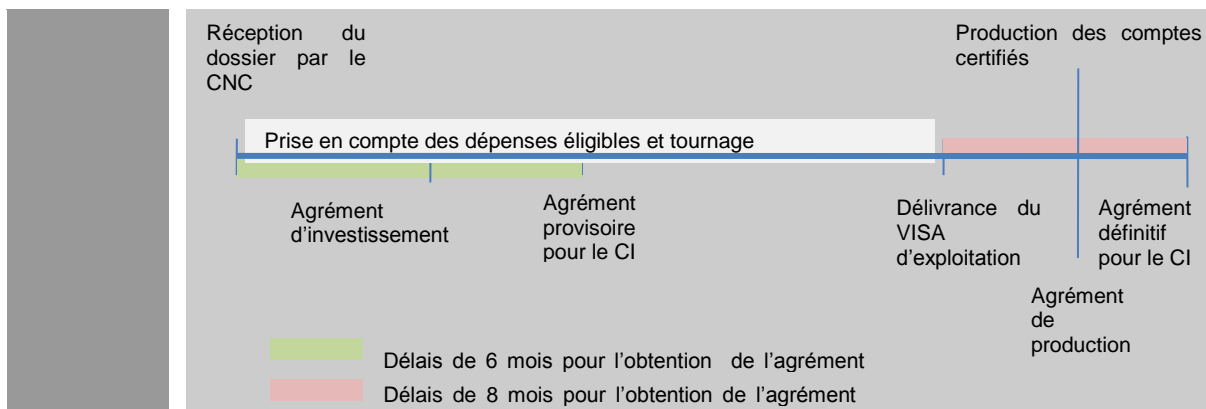 Réception du
dossier par le
CNC
Production des comptes
certifiés
Prise en compte des dépenses éligibles et tournage
Agrément
d'investissement
Agrément
provisoire
pour le CI
Délivrance du
VISA
d'exploitation
Agrément
définitif
pour le CI
Agrément
de
production
Délais de 6 mois pour l'obtention de l'agrément
Délais de 8 mois pour l'obtention de l'agrément